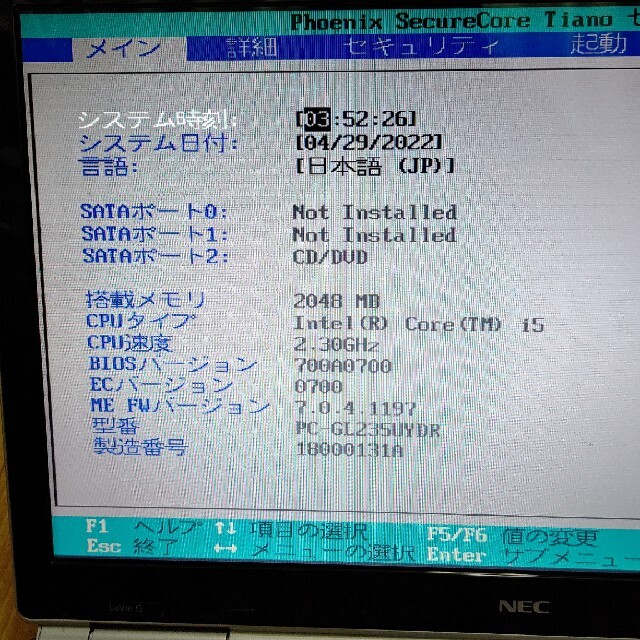 Phoenix SecureCore Tiano セ
メイン 詳細 セキュリティ 起動
システム時刻: [03:52:26]
システム日付: [04/29/2022]
言語: [日本語 (JP)]
SATAポート0: Not Installed
SATAポート1: Not Installed
SATAポート2: CD/DVD
搭載メモリ 2048 MB
CPUタイプ Intel(R) Core(TM) i5
CPU速度 2.30GHz
BIOSバージョン 700A0700
ECバージョン 0700
ME FWバージョン 7.0.4.1197
型番 PC-GL235UYDR
製造番号 18000131A
F1 ヘルプ ↑↓ 項目の選択 F5/F6 値の変更
Esc 終了 ←→ メニューの選択 Enter サブメニュー
LaVie G NEC